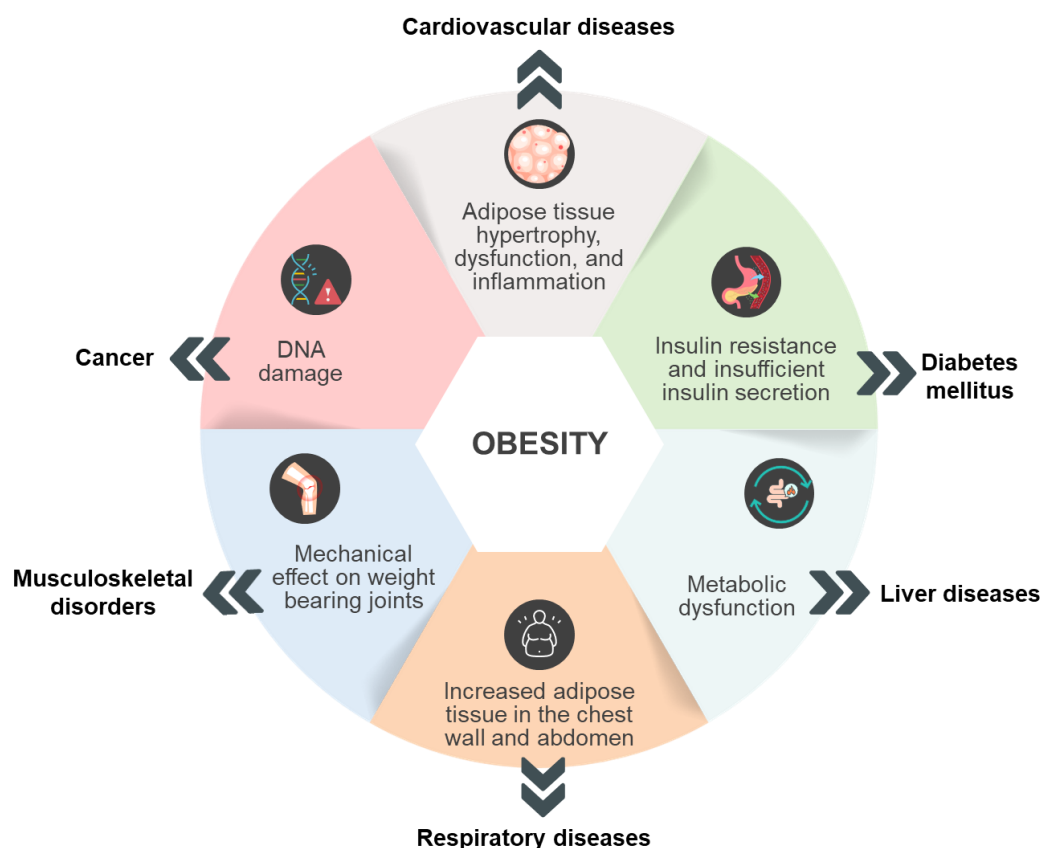 Cardiovascular diseases
Adipose tissue
hypertrophy,
dysfunction, and
inflammation
Insulin resistance
and insufficient
insulin secretion
Diabetes
mellitus
Cancer
DNA
damage
OBESITY
Musculoskeletal
disorders
Mechanical
effect on weight
bearing joints
Metabolic
dysfunction
Liver diseases
Increased adipose
tissue in the chest
wall and abdomen
Respiratory diseases